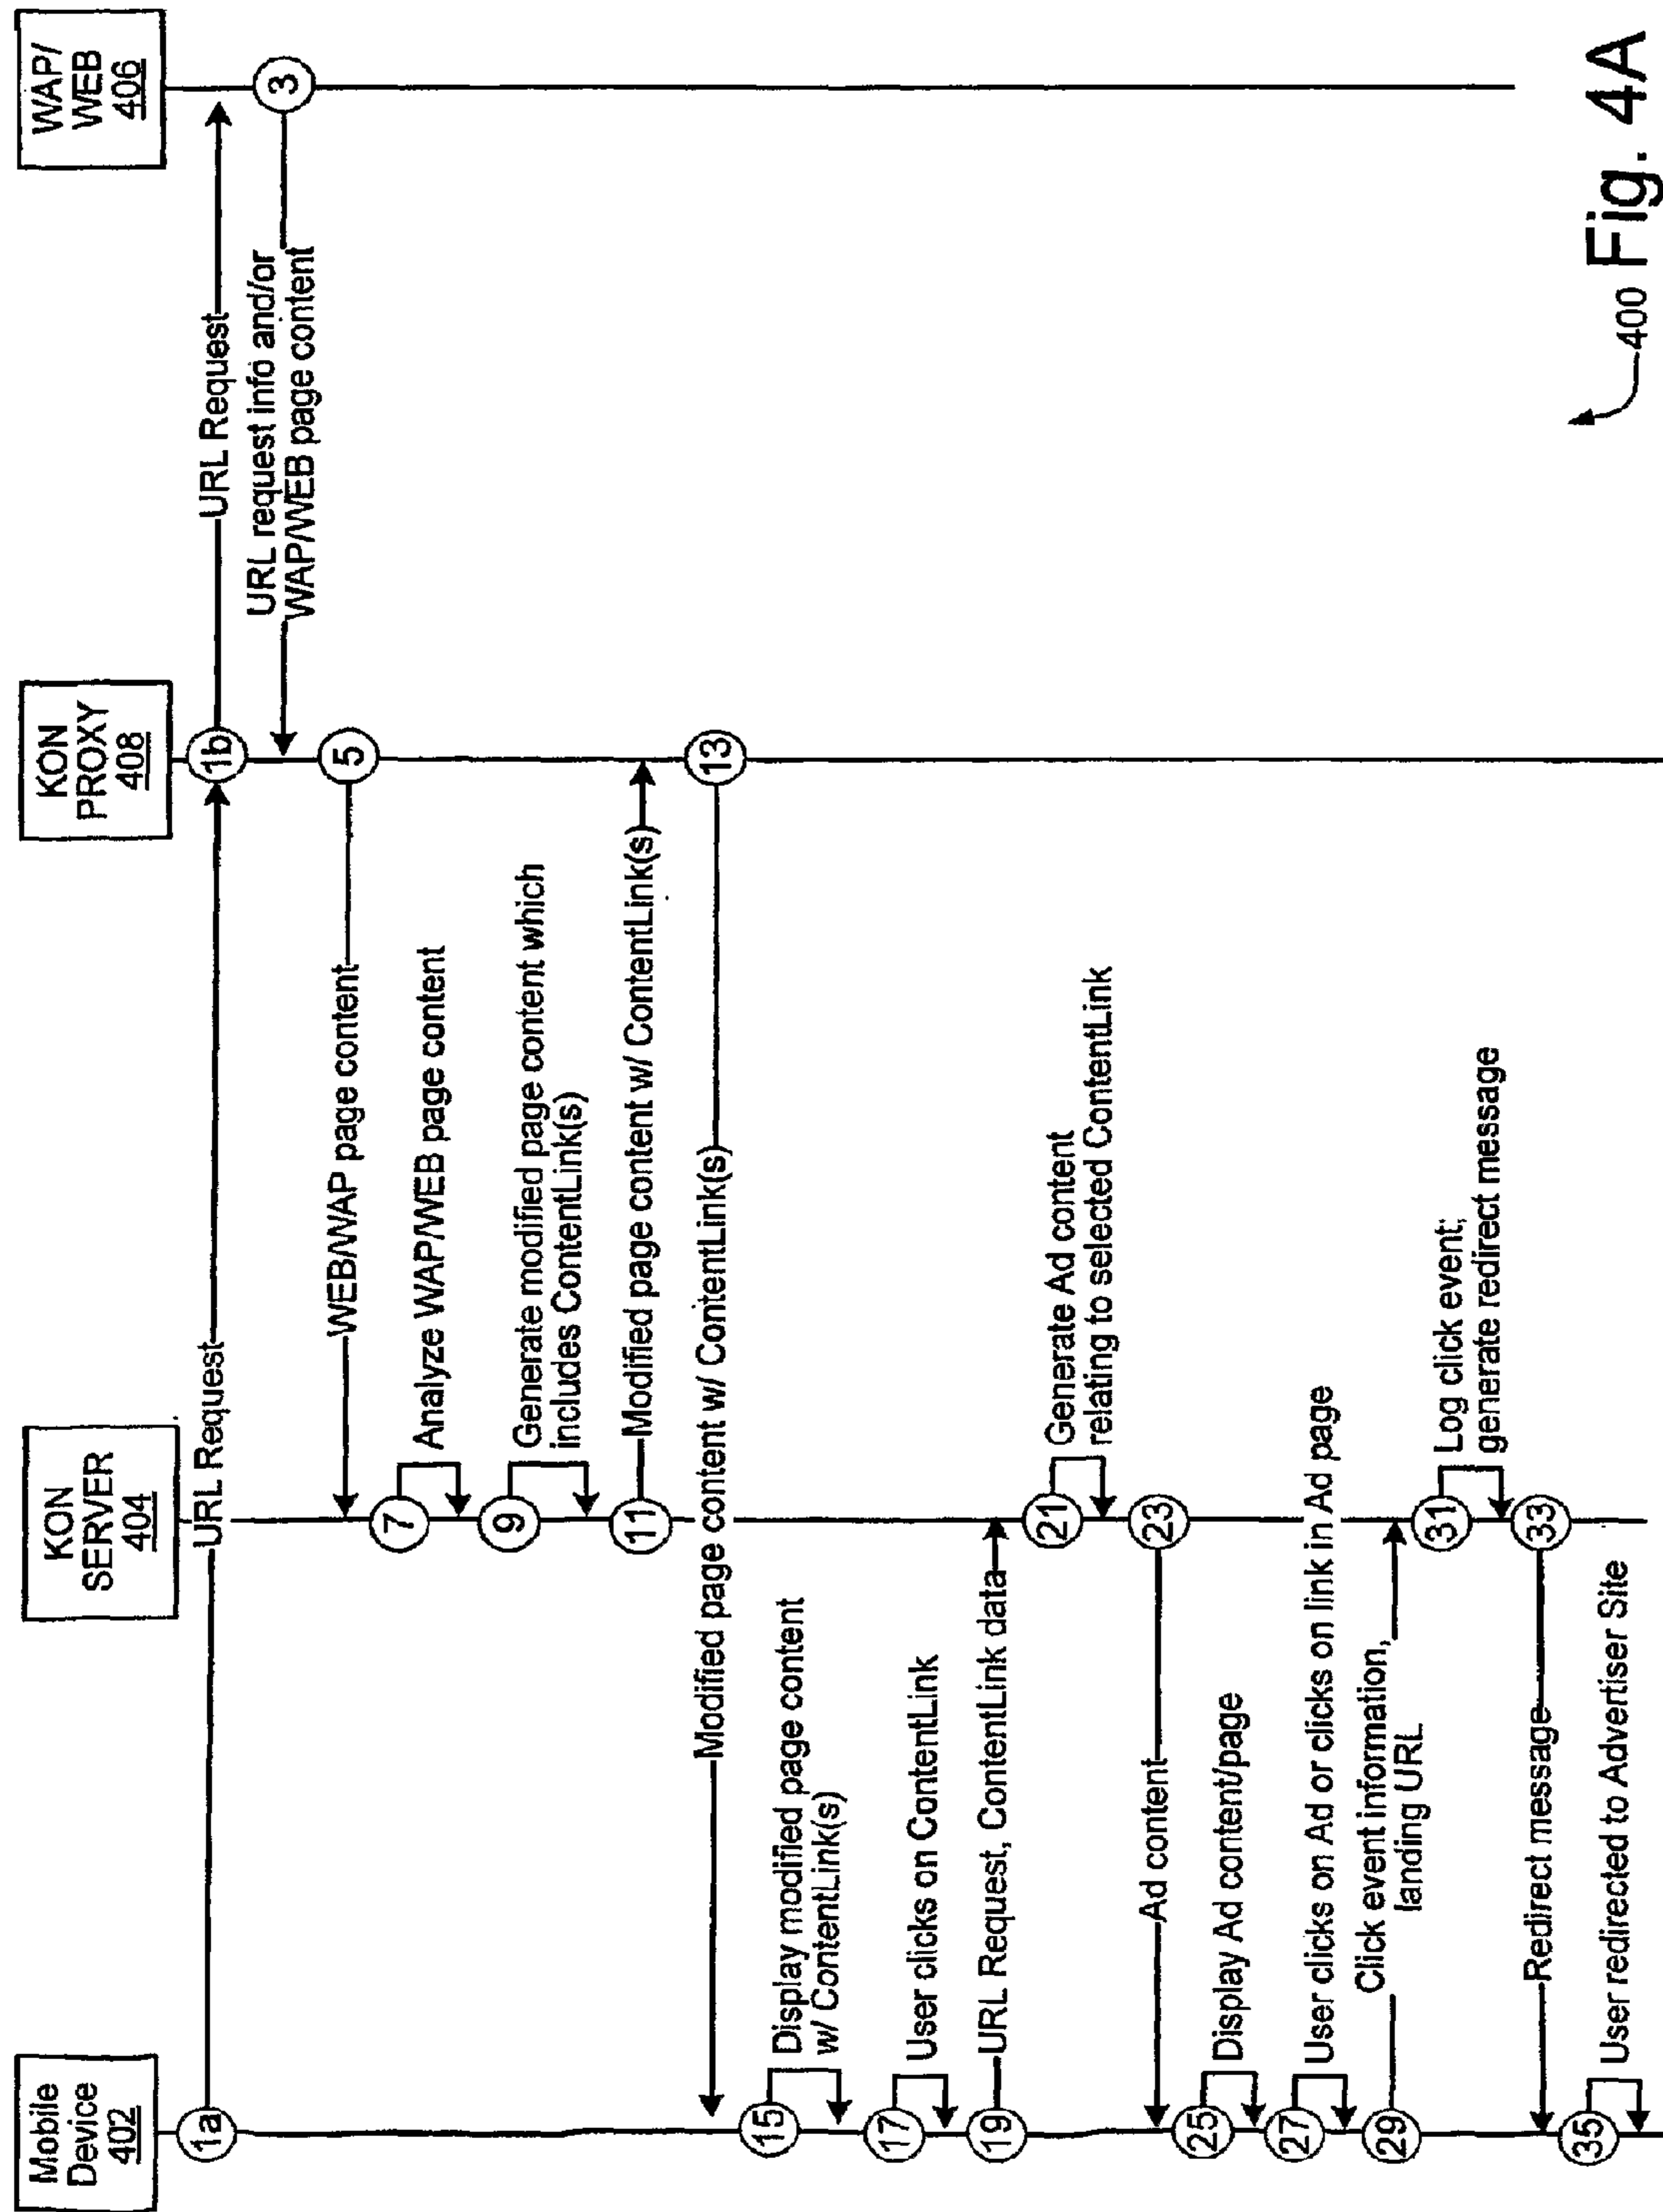 Mobile
Device
402
KON
SERVER
404
KON
PROXY
408
WAP/
WEB
406
1a
URL Request
1b
URL Request
3
URL request info and/or
WAP/WEB page content
5
WEB/WAP page content
7
Analyze WAP/WEB page content
9
Generate modified page content which
includes ContentLink(s)
11
Modified page content w/ ContentLink(s)
13
Modified page content w/ ContentLink(s)
15
Display modified page content
w/ ContentLink(s)
17
User clicks on ContentLink
19
URL Request, ContentLink data
21
Generate Ad content
relating to selected ContentLink
23
Ad content
25
Display Ad content/page
27
User clicks on Ad or clicks on link in Ad page
29
Click event information,
landing URL
31
Log click event;
generate redirect message
33
Redirect message
35
User redirected to Advertiser Site
400
Fig. 4A